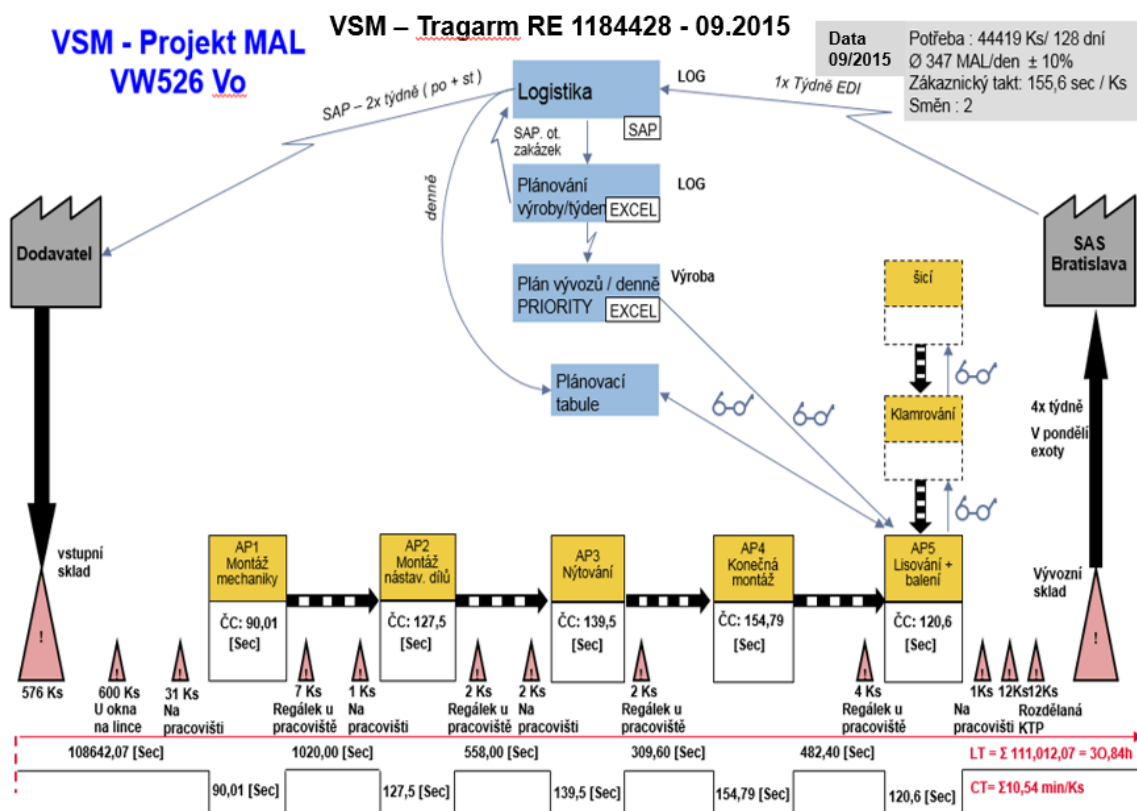 VSM - Projekt MAL
VW526 Vo
VSM – Tragarm RE 1184428 - 09.2015
Data
09/2015
Potřeba : 44419 Ks/ 128 dní
Ø 347 MAL/den ± 10%
Zákaznický takt: 155,6 sec / Ks
Směn : 2
SAP – 2x týdně ( po + st )
Logistika
SAP
LOG
1x Týdně EDI
SAP. ot.
zakázek
denně
Plánování
výroby/týden
EXCEL
LOG
Plán vývozů / denně
PRIORITY
EXCEL
Výroba
Plánovací
tabule
Dodavatel
SAS
Bratislava
šicí
Klamrování
4x týdně
V pondělí
exoty
vstupní
sklad
Vývozní
sklad
AP1
Montáž
mechaniky
ČC: 90,01
[Sec]
AP2
Montáž
nástav. dílů
ČC: 127,5
[Sec]
AP3
Nýtování
ČC: 139,5
[Sec]
AP4
Konečná
montáž
ČC: 154,79
[Sec]
AP5
Lisování +
balení
ČC: 120,6
[Sec]
!
!
!
!
!
!
!
!
!
!
!
!
!
576 Ks
600 Ks
U okna
na lince
31 Ks
Na
pracovišti
7 Ks
Regálek u
pracoviště
1 Ks
Na
pracovišti
2 Ks
Regálek u
pracoviště
2 Ks
Na
pracovišti
2 Ks
Regálek u
pracoviště
4 Ks
Regálek u
pracoviště
1Ks
Na
pracovišti
12Ks
12Ks
Rozdělaná
KTP
108642,07 [Sec]
1020,00 [Sec]
558,00 [Sec]
309,60 [Sec]
482,40 [Sec]
LT = Σ 111,012,07 = 3O,84h
90,01 [Sec]
127,5 [Sec]
139,5 [Sec]
154,79 [Sec]
120,6 [Sec]
CT= Σ10,54 min/Ks